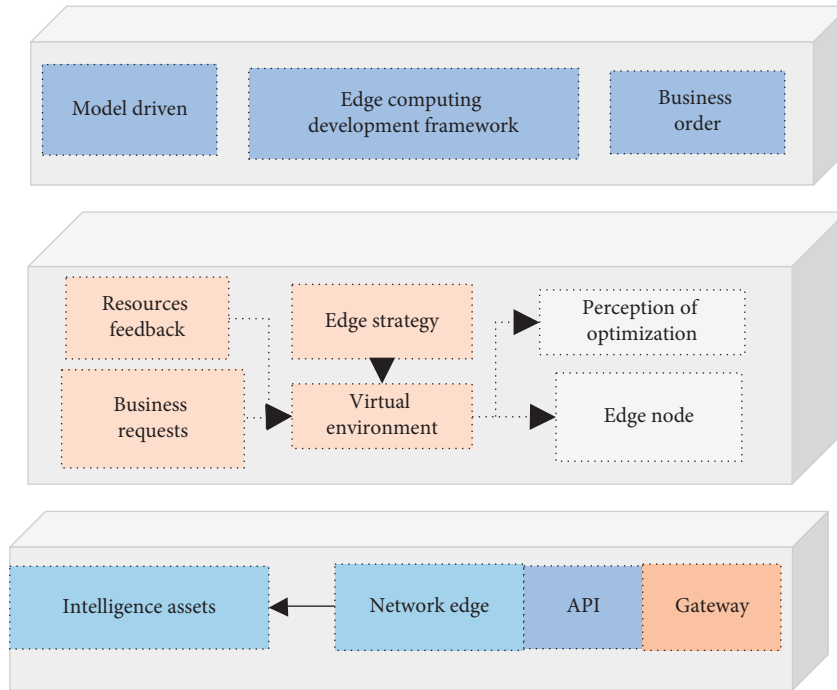 Model driven
Edge computing
development framework
Business
order
Resources
feedback
Edge strategy
Perception of
optimization
Business
requests
Virtual
environment
Edge node
Intelligence assets
Network edge
API
Gateway